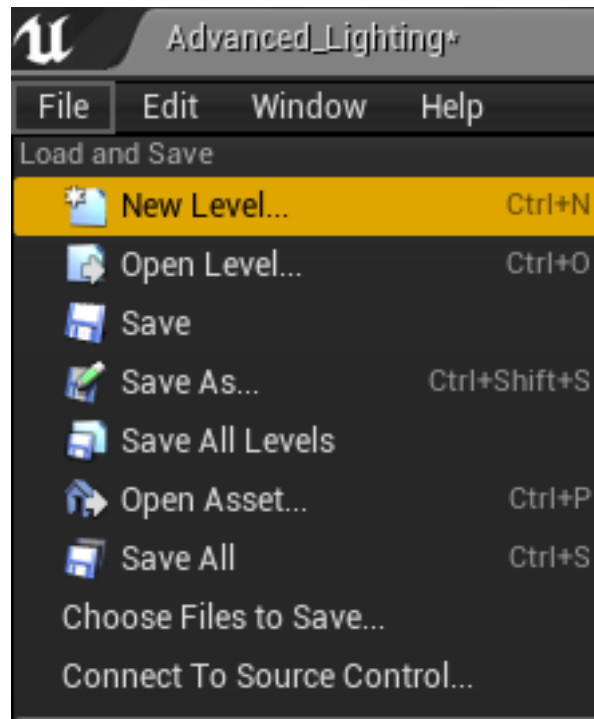 Advanced_Lighting*
File Edit Window Help
Load and Save
New Level... Ctrl+N
Open Level... Ctrl+O
Save
Save As... Ctrl+Shift+S
Save All Levels
Open Asset... Ctrl+P
Save All Ctrl+S
Choose Files to Save...
Connect To Source Control...